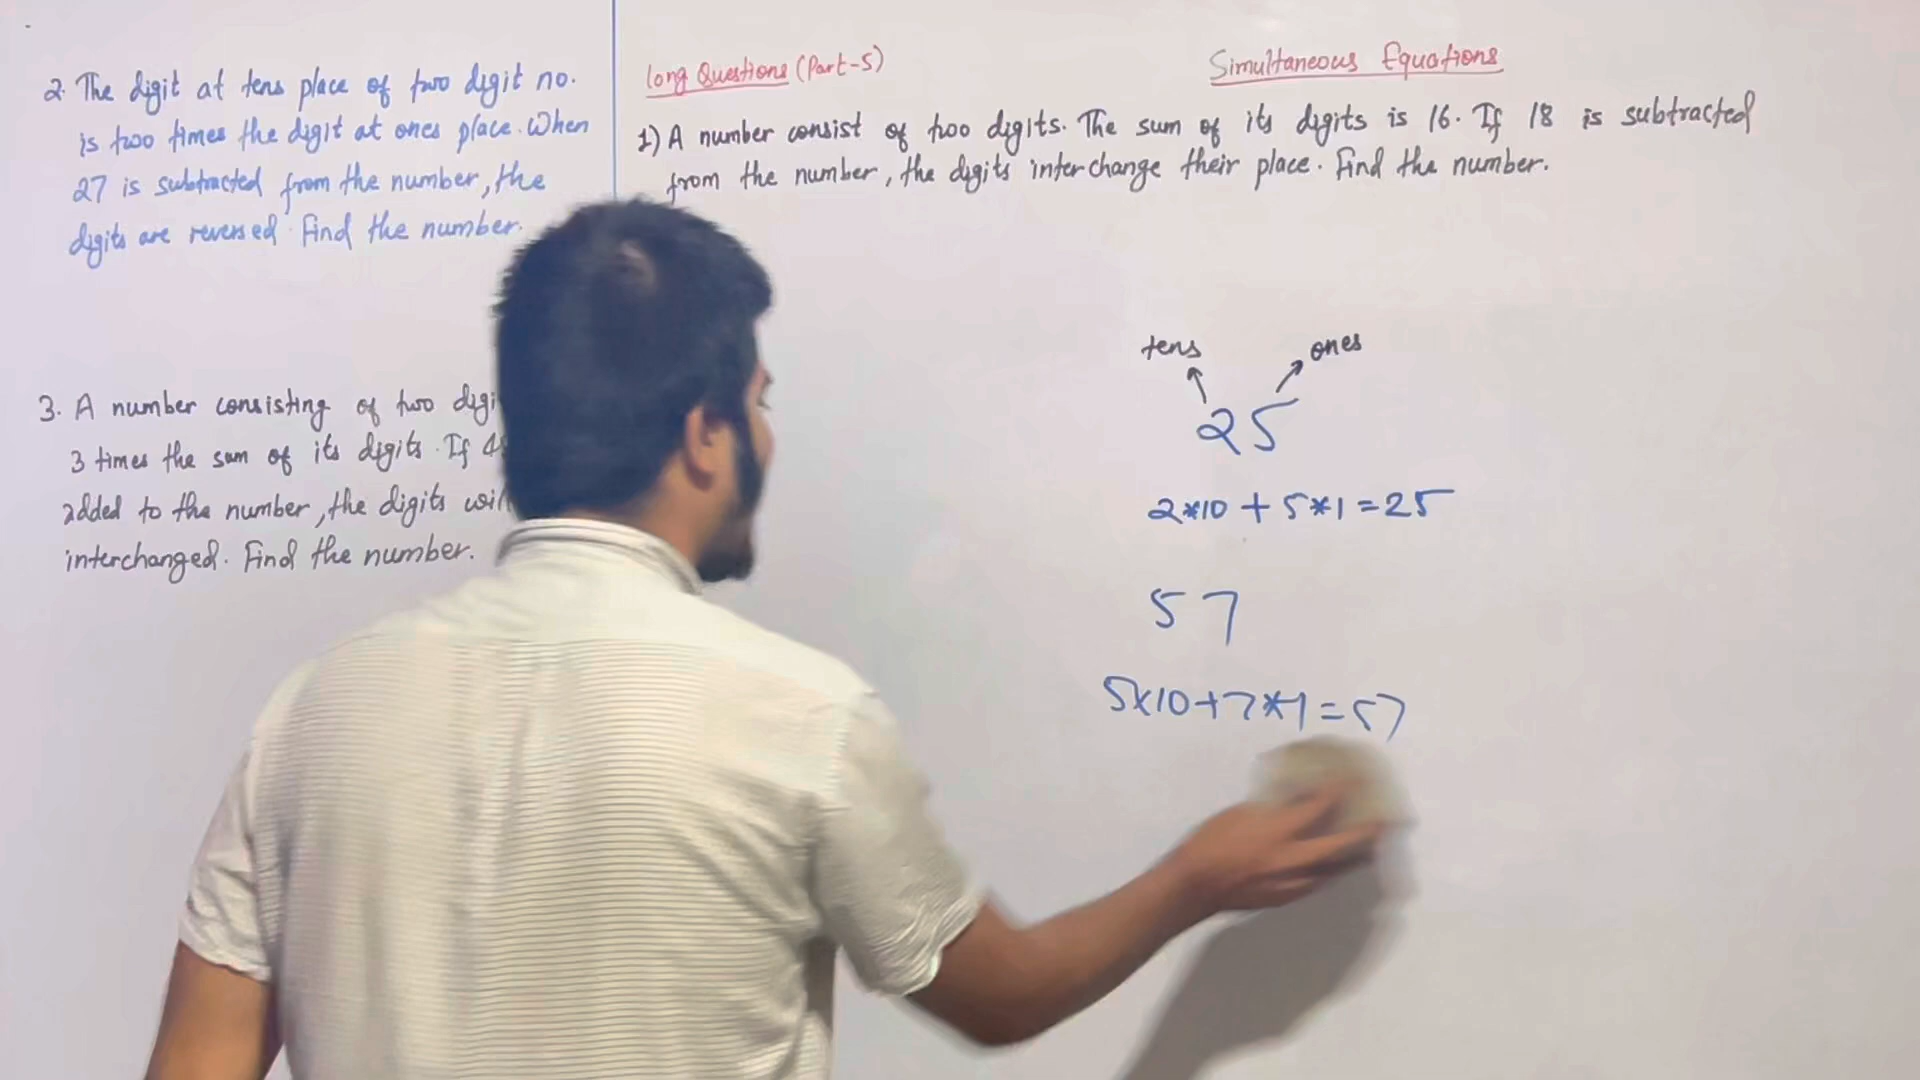 2. The digit at tens place of two digit no.
is two times the digit at ones place. When
27 is subtracted from the number, the
digits are reversed. Find the number.
3. A number consisting of two
3 times the sum of its digits. If
added to the number, the digits
interchanged. Find the number.
Long Questions (Part-5)
Simultaneous Equations
1) A number consist of two digits. The sum of its digits is 16. If 18 is subtracted
from the number, the digits interchange their place. Find the number.
tens ones
25
2*10 + 5*1 = 25
57
5×10+7*1=57